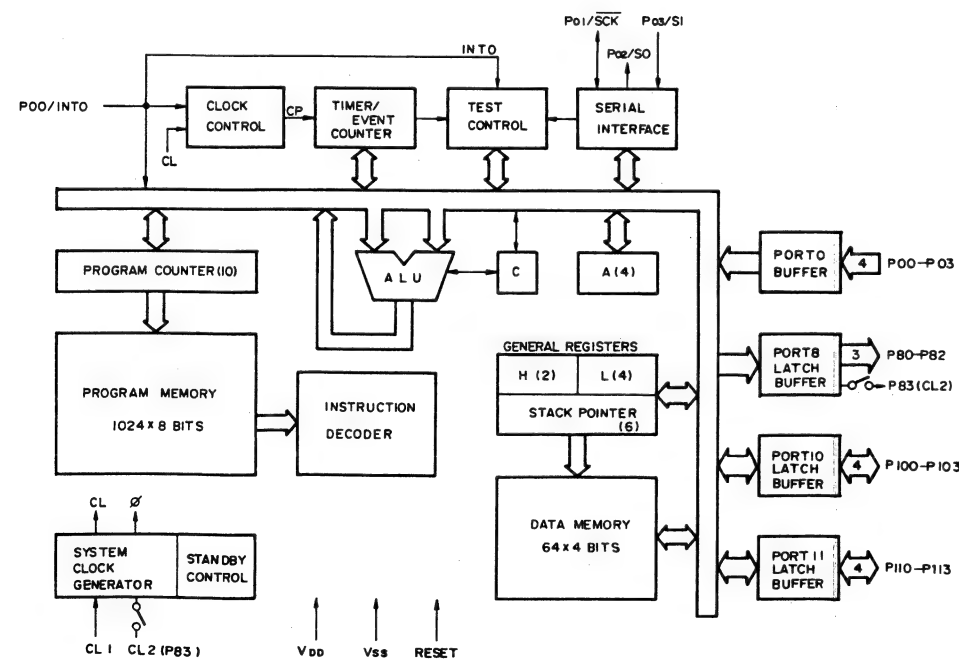 P01/SCK
P03/SI
P02/SO
INTO
P00/INTO
CLOCK
CONTROL
CP
TIMER/
EVENT
COUNTER
TEST
CONTROL
SERIAL
INTERFACE
CL
PROGRAM COUNTER(10)
ALU
C
A(4)
PORT0
BUFFER
4
P00-P03
PROGRAM MEMORY
1024×8 BITS
INSTRUCTION
DECODER
GENERAL REGISTERS
H(2)
L(4)
STACK POINTER
(6)
PORT8
LATCH
BUFFER
3
P80-P82
P83(CL2)
PORT10
LATCH
BUFFER
4
P100-P103
DATA MEMORY
64×4 BITS
PORT11
LATCH
BUFFER
4
P110-P113
CL
Ø
SYSTEM
CLOCK
GENERATOR
STANDBY
CONTROL
CL1
CL2(P83)
VDD
VSS
RESET